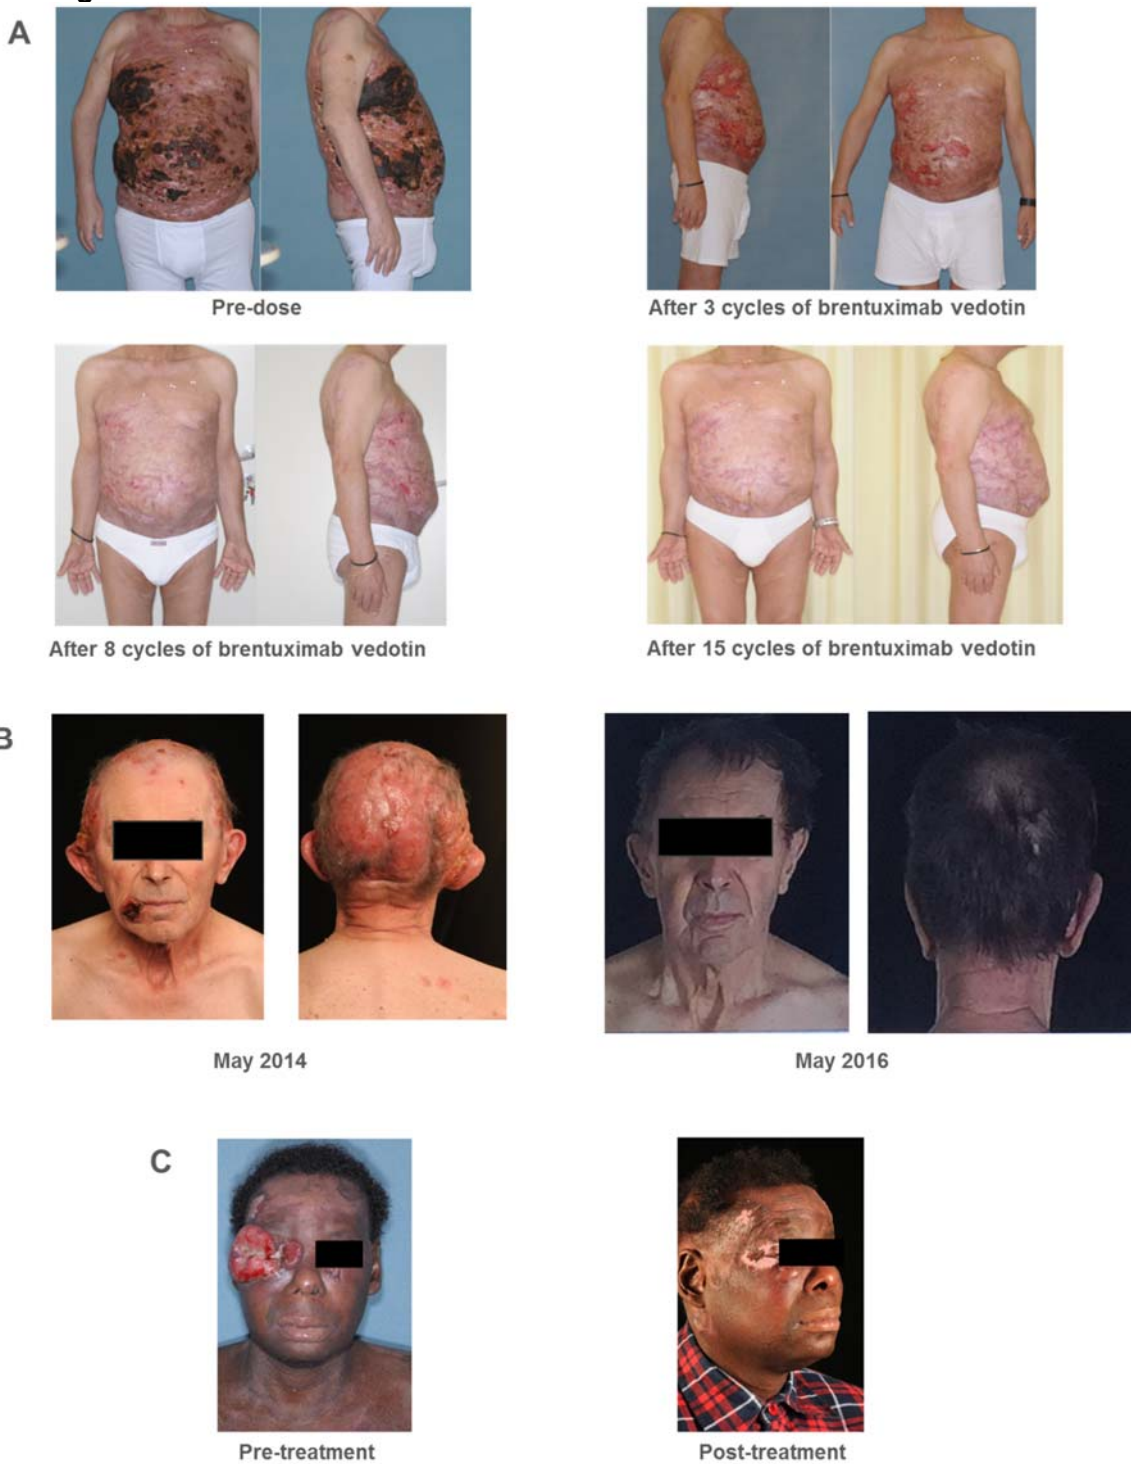 A
Pre-dose
After 3 cycles of brentuximab vedotin
After 8 cycles of brentuximab vedotin
After 15 cycles of brentuximab vedotin
B
May 2014
May 2016
C
Pre-treatment
Post-treatment